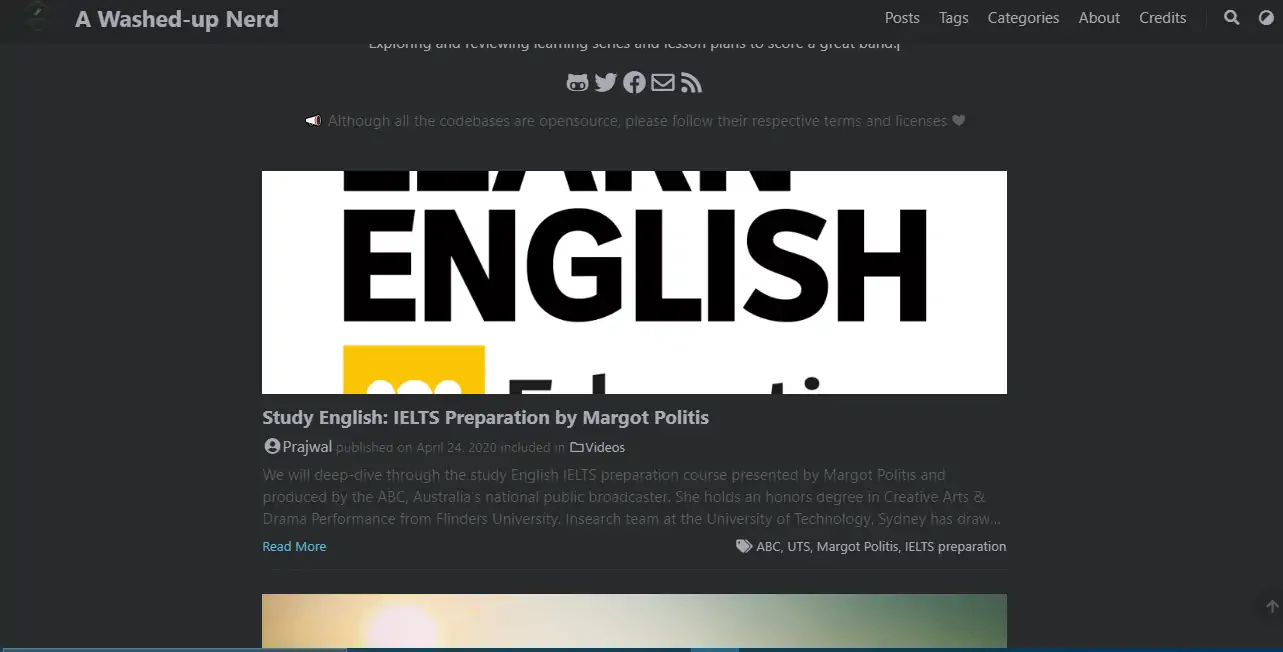 A Washed-up Nerd
Posts Tags Categories About Credits
Exploring and reviewing learning series and lesson plans to score a great band.|
Although all the codebases are opensource, please follow their respective terms and licenses
LEARN
ENGLISH
Study English: IELTS Preparation by Margot Politis
Prajwal published on April 24, 2020 included in Videos
We will deep-dive through the study English IELTS preparation course presented by Margot Politis and
produced by the ABC, Australia's national public broadcaster. She holds an honors degree in Creative Arts &
Drama Performance from Flinders University. Insearch team at the University of Technology, Sydney has draw...
Read More
ABC, UTS, Margot Politis, IELTS preparation